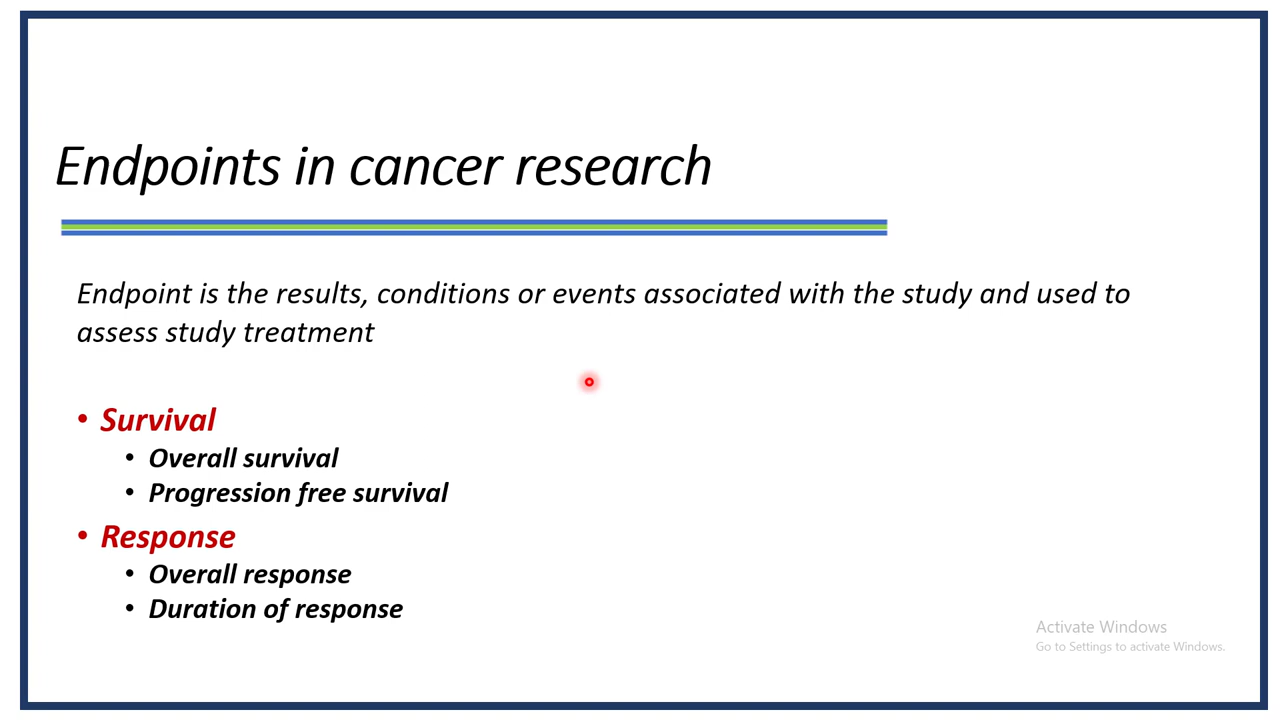 Endpoints in cancer research
Endpoint is the results, conditions or events associated with the study and used to
assess study treatment
• Survival
• Overall survival
• Progression free survival
• Response
• Overall response
• Duration of response
Activate Windows
Go to Settings to activate Windows.